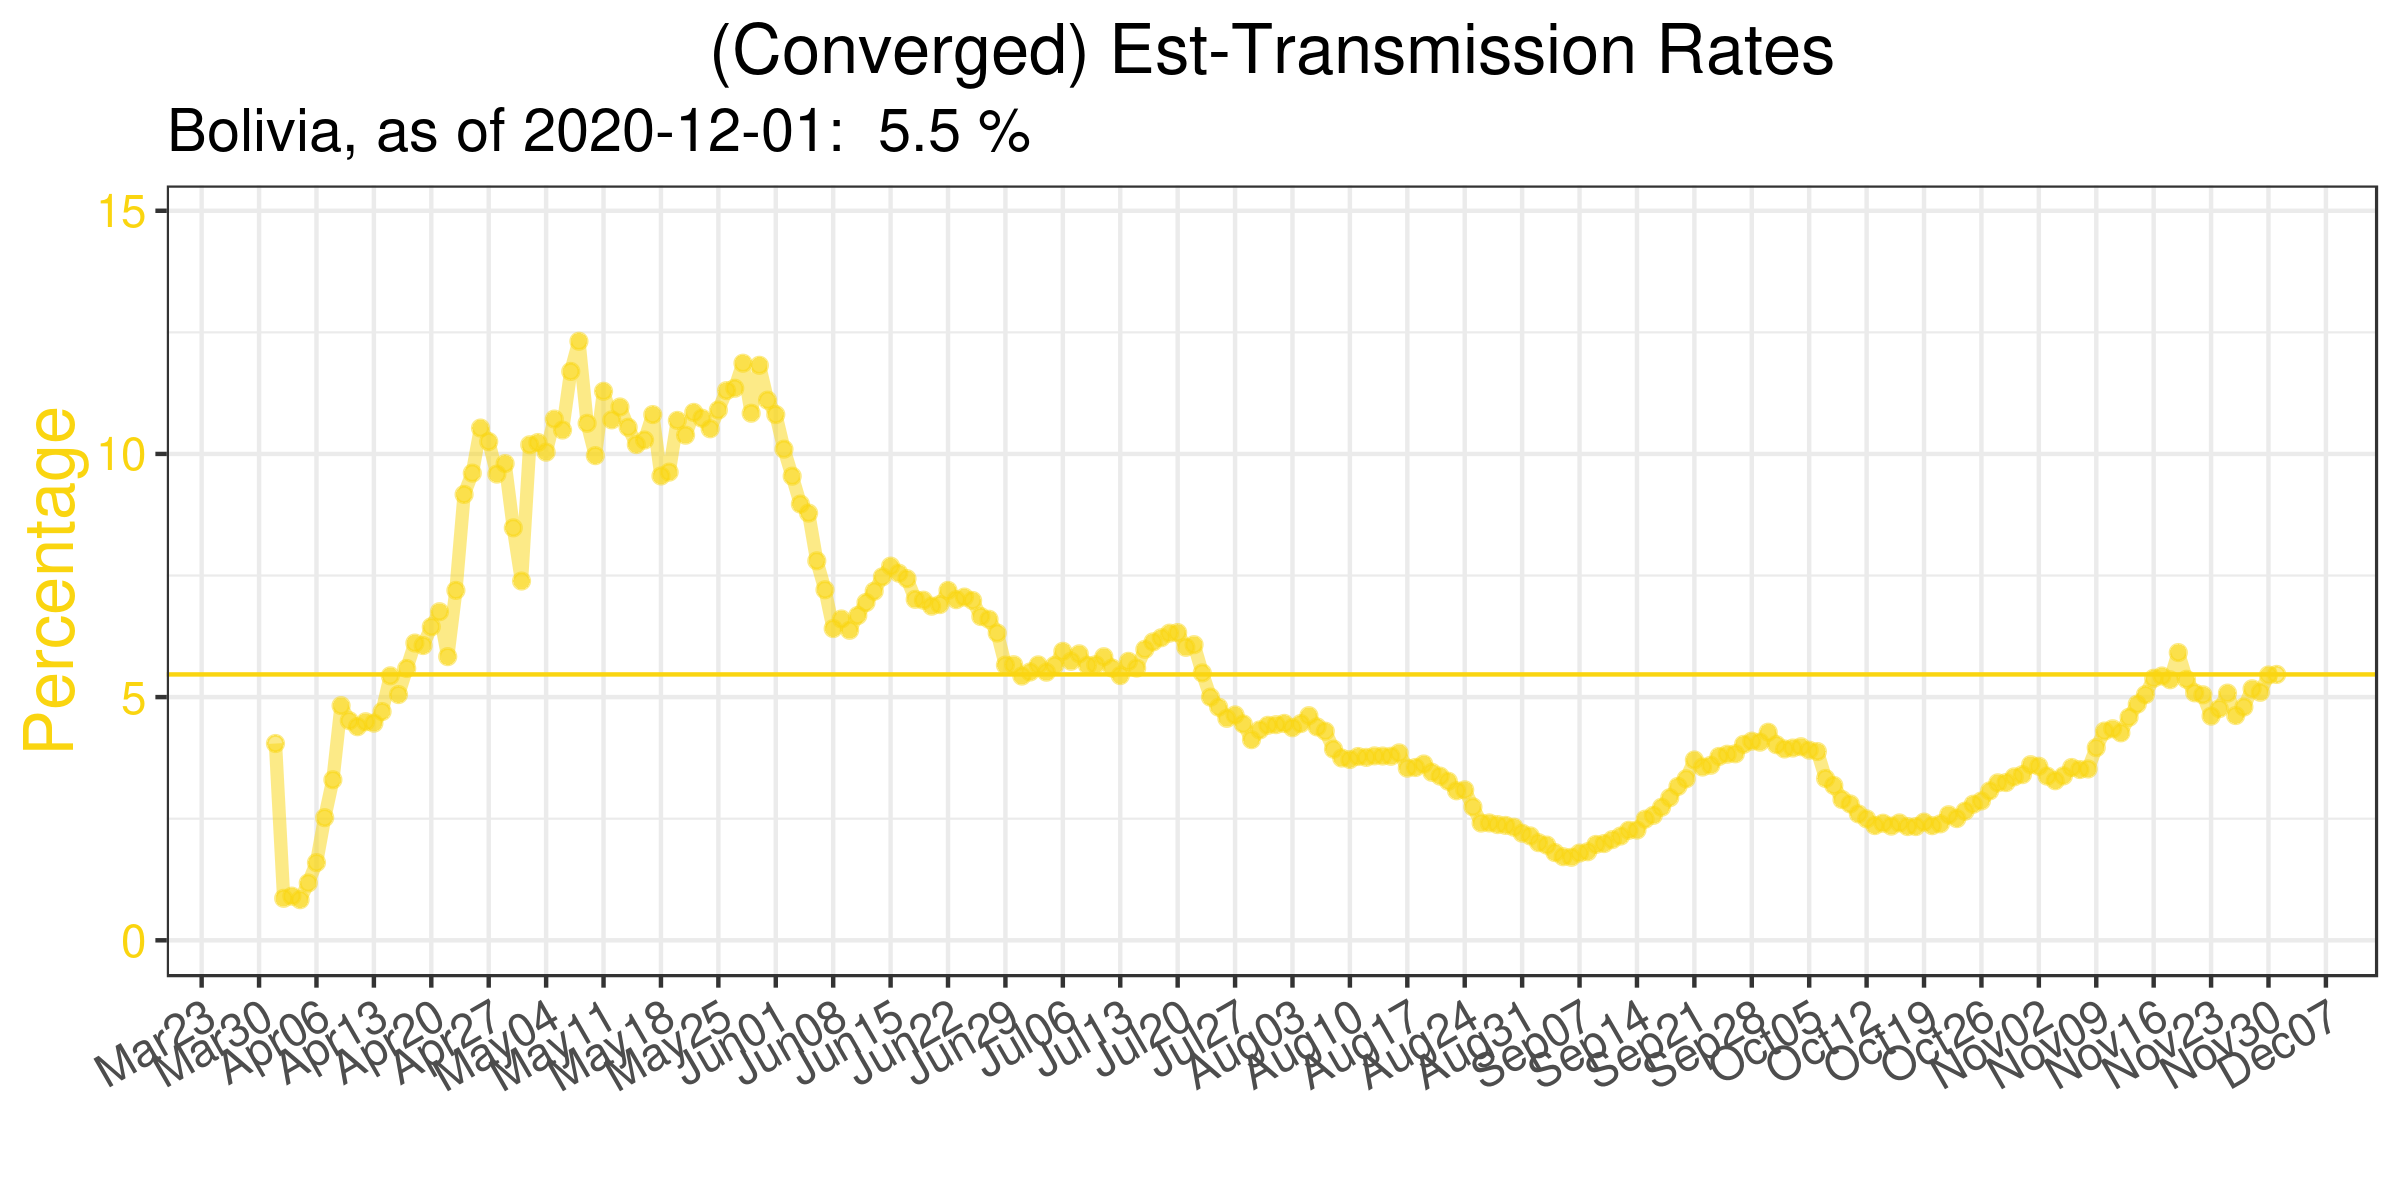 (Converged) Est-Transmission Rates
Bolivia, as of 2020-12-01:  5.5 %
Percentage
15
10
5
0
Mar23
Mar30
Apr06
Apr13
Apr20
Apr27
May04
May11
May18
May25
Jun01
Jun08
Jun15
Jun22
Jun29
Jul06
Jul13
Jul20
Jul27
Aug03
Aug10
Aug17
Aug24
Aug31
Sep07
Sep14
Sep21
Sep28
Oct05
Oct12
Oct19
Oct26
Nov02
Nov09
Nov16
Nov23
Nov30
Dec07